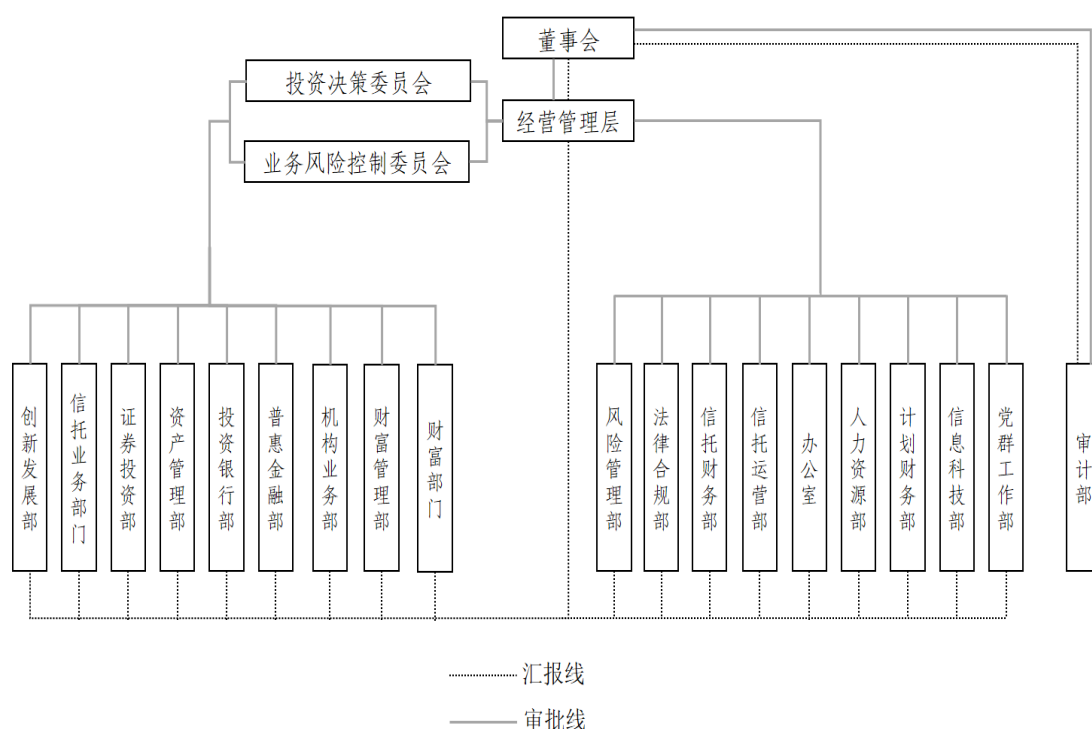 董事会
投资决策委员会
经营管理层
业务风险控制委员会
创新发展部
信托业务部门
证券投资部
资产管理部
投资银行部
普惠金融部
机构业务部
财富管理部
财富部门
风险管理部
法律合规部
信托财务部
信托运营部
办公室
人力资源部
计划财务部
信息科技部
党群工作部
审计部
汇报线
审批线